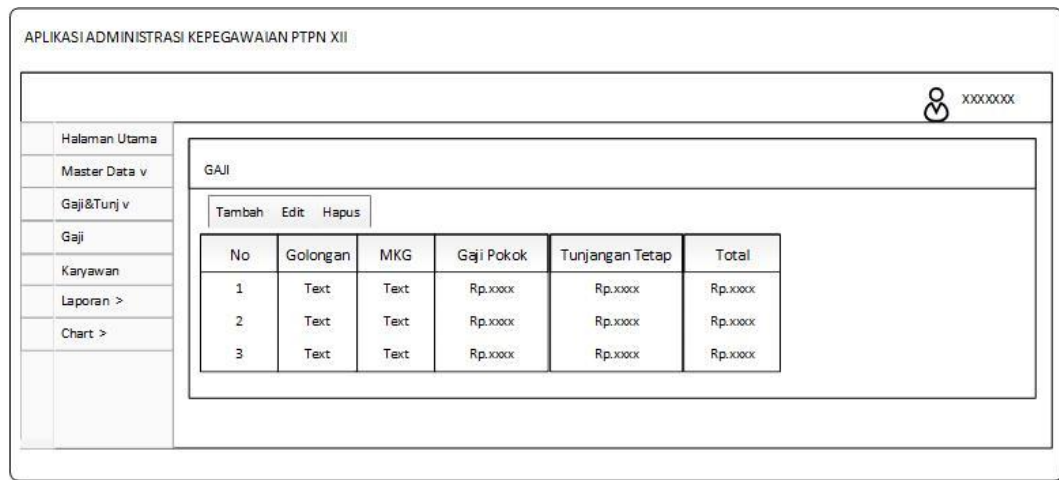 APLIKASI ADMINISTRASI KEPEGAWAIAN PTPN XII
xxxxxxx
Halaman Utama
Master Data v
Gaji&Tunj v
Gaji
Karyawan
Laporan >
Chart >
GAJI
Tambah Edit Hapus
No Golongan MKG Gaji Pokok Tunjangan Tetap Total
1 Text Text Rp.xxxx Rp.xxxx Rp.xxxx
2 Text Text Rp.xxxx Rp.xxxx Rp.xxxx
3 Text Text Rp.xxxx Rp.xxxx Rp.xxxx